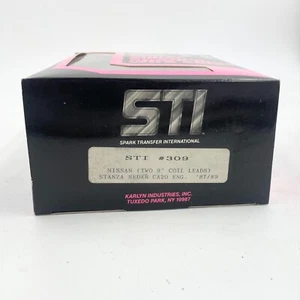 STI
SPARK TRANSFER INTERNATIONAL
STI #309
NISSAN (TWO 8" COIL LEADS)
STANZA CA20 ENG. '87/89
KARLYN INDUSTRIES, INC.
TUXEDO PARK, NY 10987